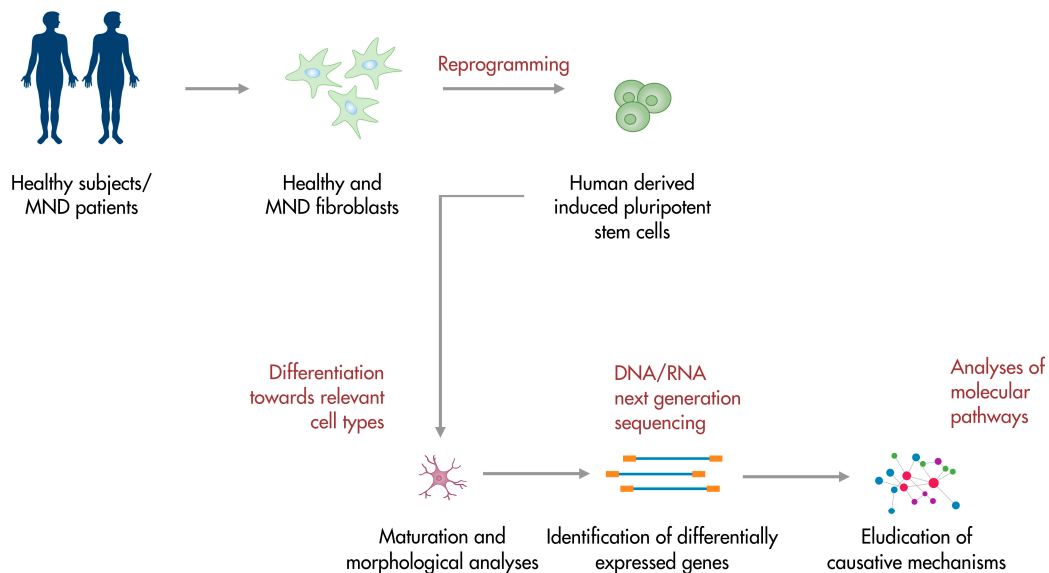 Reprogramming
Healthy subjects/
MND patients
Healthy and
MND fibroblasts
Human derived
induced pluripotent
stem cells
Differentiation
towards relevant
cell types
DNA/RNA
next generation
sequencing
Analyses of
molecular
pathways
Maturation and
morphological analyses
Identification of differentially
expressed genes
Eludication of
causative mechanisms